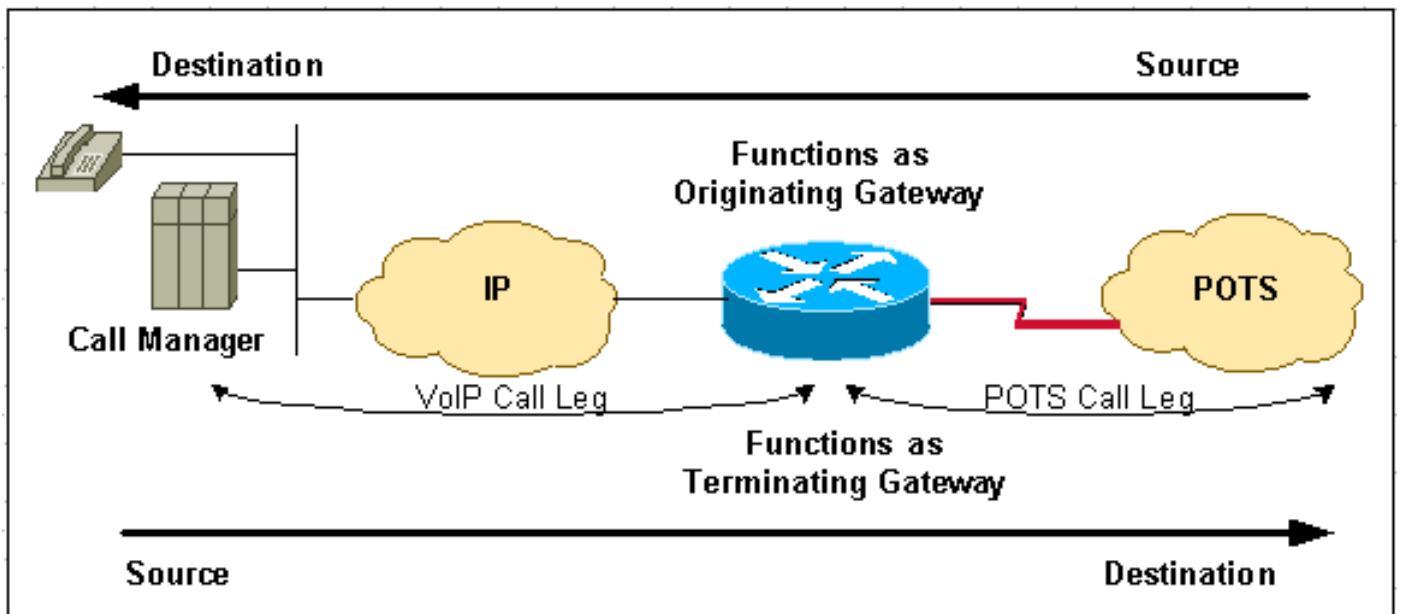 Destination
Source
Functions as
Originating Gateway
IP
POTS
Call Manager
VoIP Call Leg
POTS Call Leg
Functions as
Terminating Gateway
Source
Destination